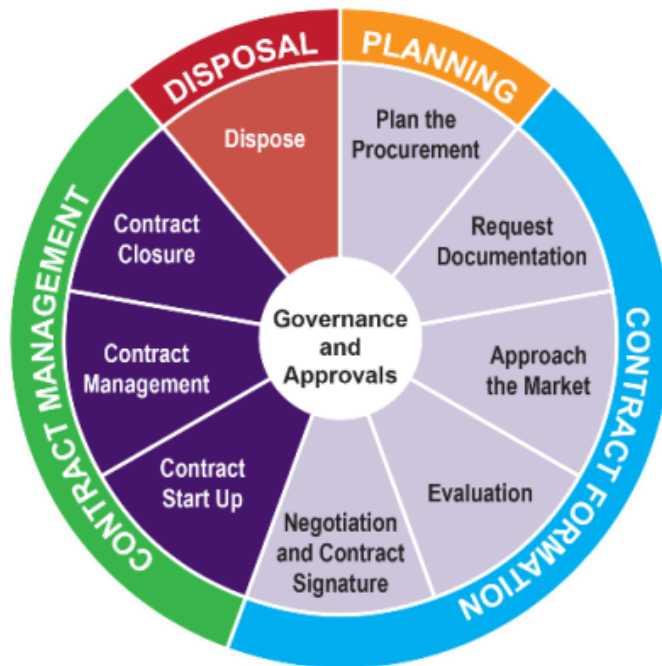 PLANNING
Plan the
Procurement
CONTRACT FORMATION
Request
Documentation
Approach
the Market
Evaluation
Negotiation
and Contract
Signature
CONTRACT MANAGEMENT
Contract
Start Up
Contract
Management
Contract
Closure
DISPOSAL
Dispose
Governance
and
Approvals